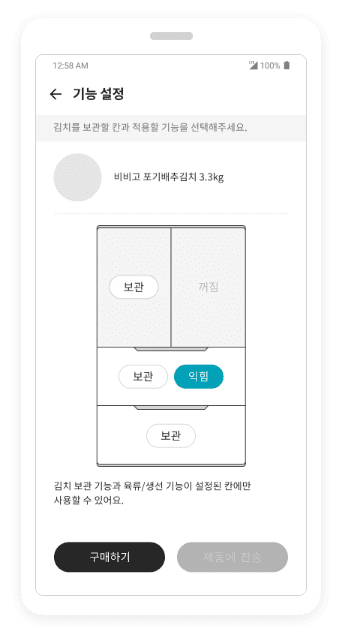 12:58 AM 100%
기능 설정
김치를 보관할 칸과 적용할 기능을 선택해주세요.
비비고 포기배추김치 3.3kg
보관 꺼짐
보관 익힘
보관
김치 보관 기능과 육류/생선 기능이 설정된 칸에만
사용할 수 있어요.
구매하기 제품에 전송